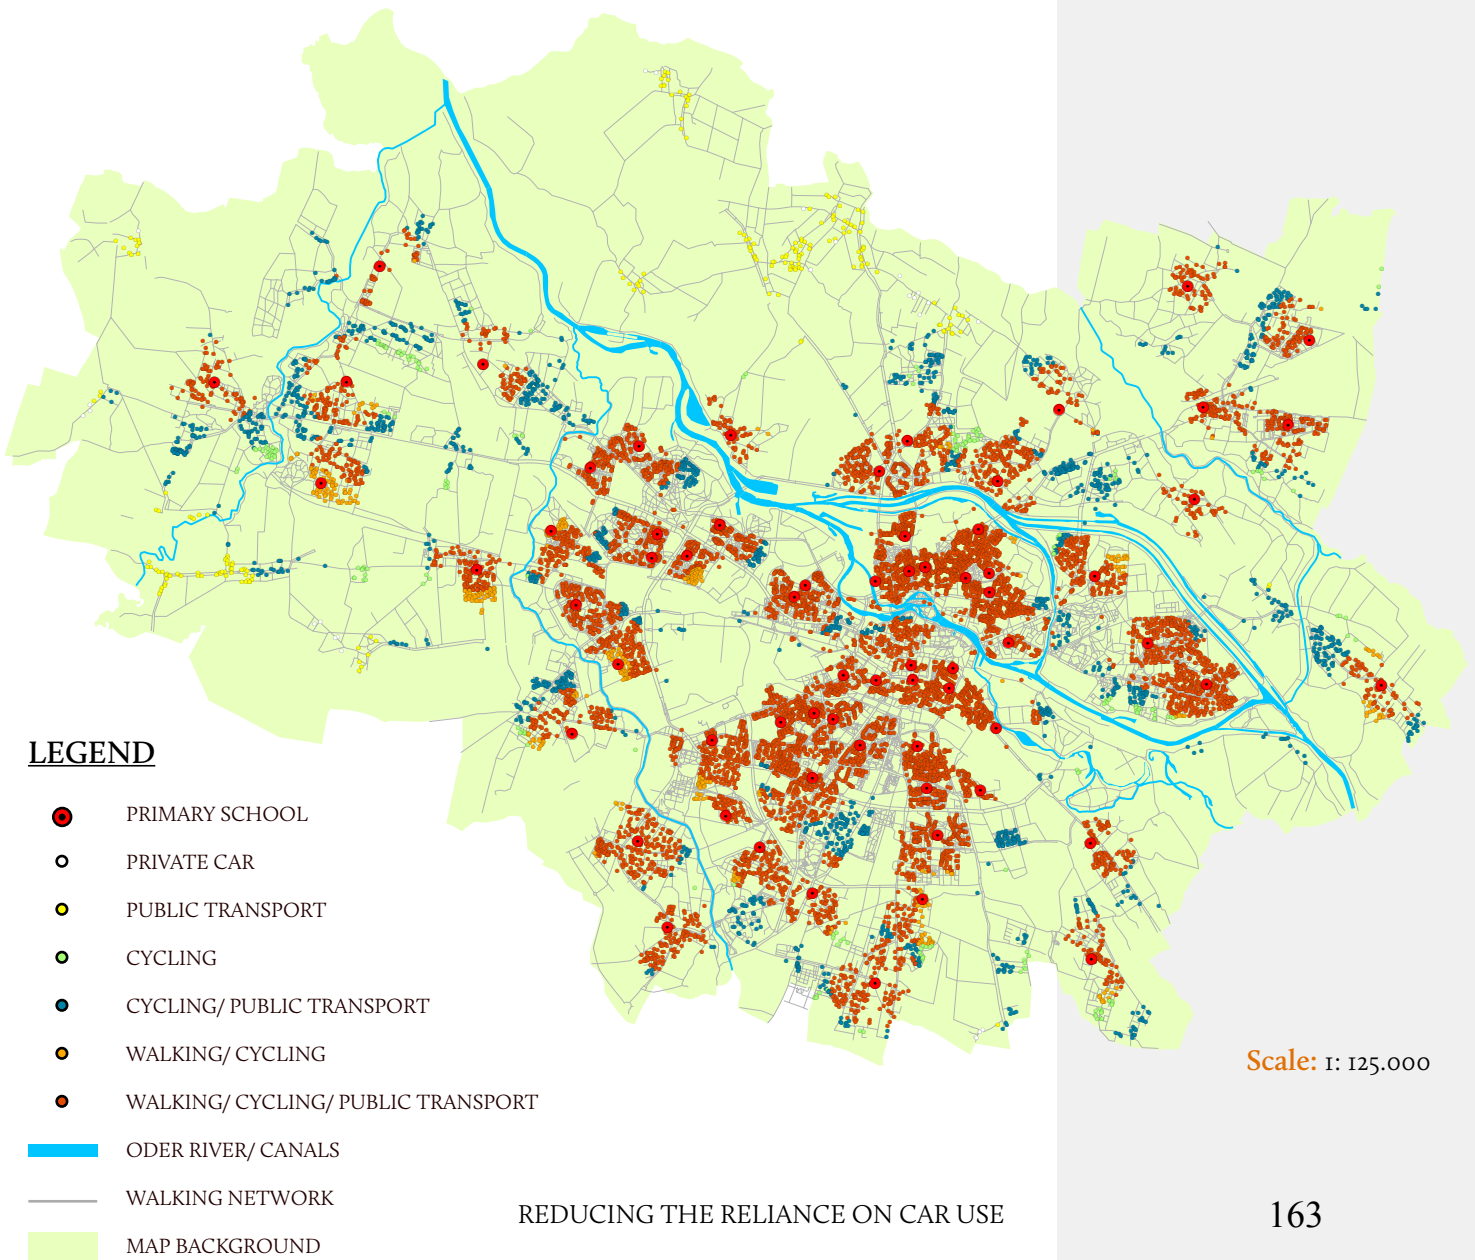 LEGEND
PRIMARY SCHOOL
PRIVATE CAR
PUBLIC TRANSPORT
CYCLING
CYCLING/ PUBLIC TRANSPORT
WALKING/ CYCLING
WALKING/ CYCLING/ PUBLIC TRANSPORT
ODER RIVER/ CANALS
WALKING NETWORK
MAP BACKGROUND
Scale: 1: 125.000
REDUCING THE RELIANCE ON CAR USE
163